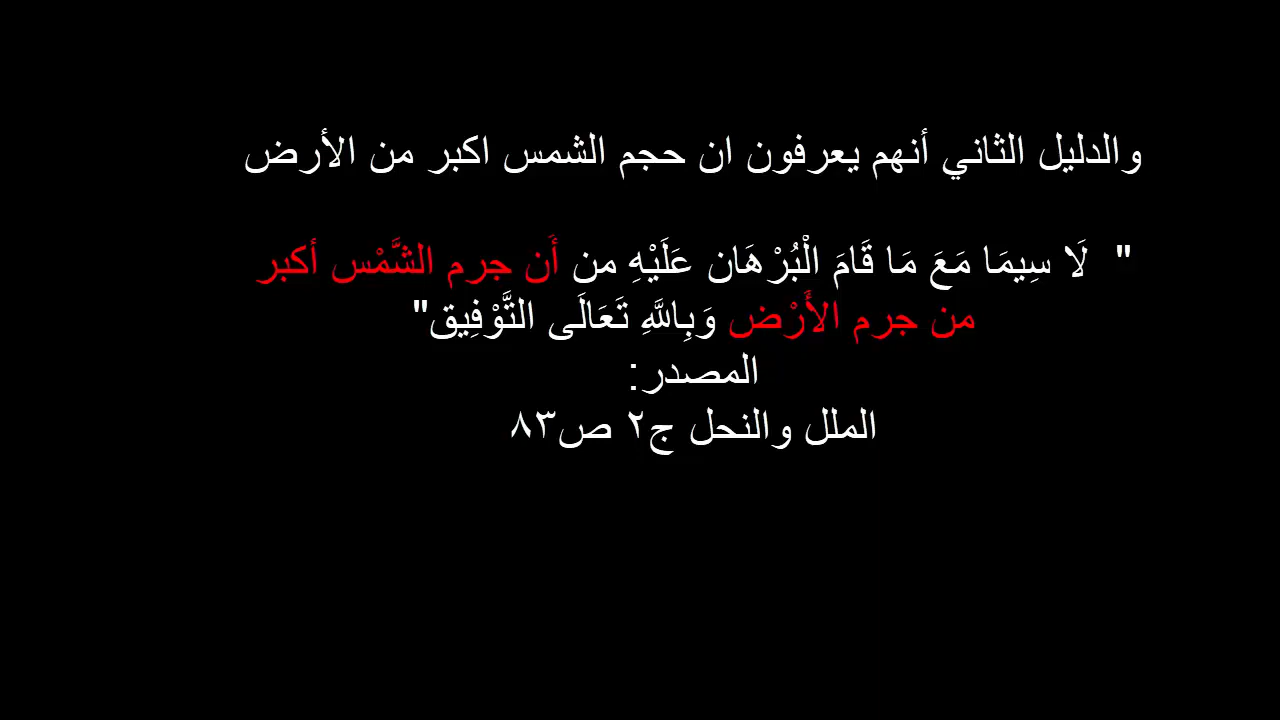 والدليل الثاني أنهم يعرفون ان حجم الشمس اكبر من الأرض
" لَا سِيمَا مَعَ مَا قَامَ الْبُرْهَان عَلَيْهِ من أَن جرم الشَّمْس أكبر
من جرم الأَرْض وَبِاللَّهِ تَعَالَى التَّوْفِيق"
المصدر:
الملل والنحل ج٢ ص٨٣